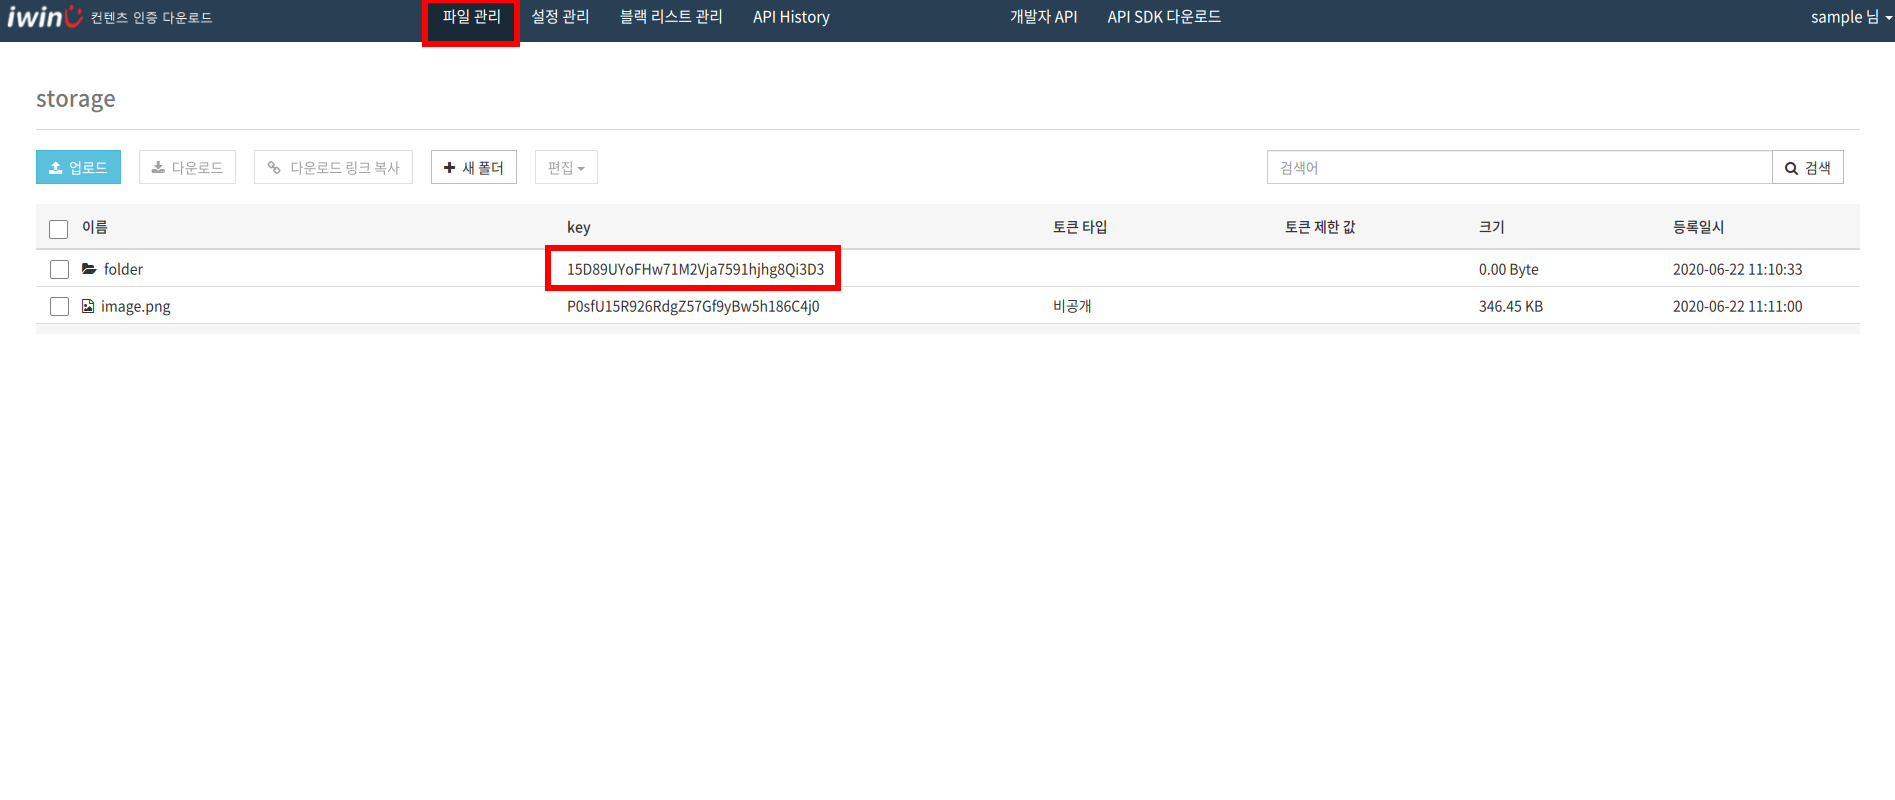 iwinU 컨텐츠 인증 다운로드 파일 관리 설정 관리 블랙 리스트 관리 API History 개발자 API API SDK 다운로드 sample 님
storage
업로드 다운로드 다운로드 링크 복사 새 폴더 편집 검색어 검색
이름 key 토큰 타입 토큰 제한 값 크기 등록일시
folder 15D89UYoFHw71M2Vja7591hjhg8Qi3D3 0.00 Byte 2020-06-22 11:10:33
image.png P0sfU15R926RdgZ57Gf9yBw5h186C4j0 비공개 346.45 KB 2020-06-22 11:11:00